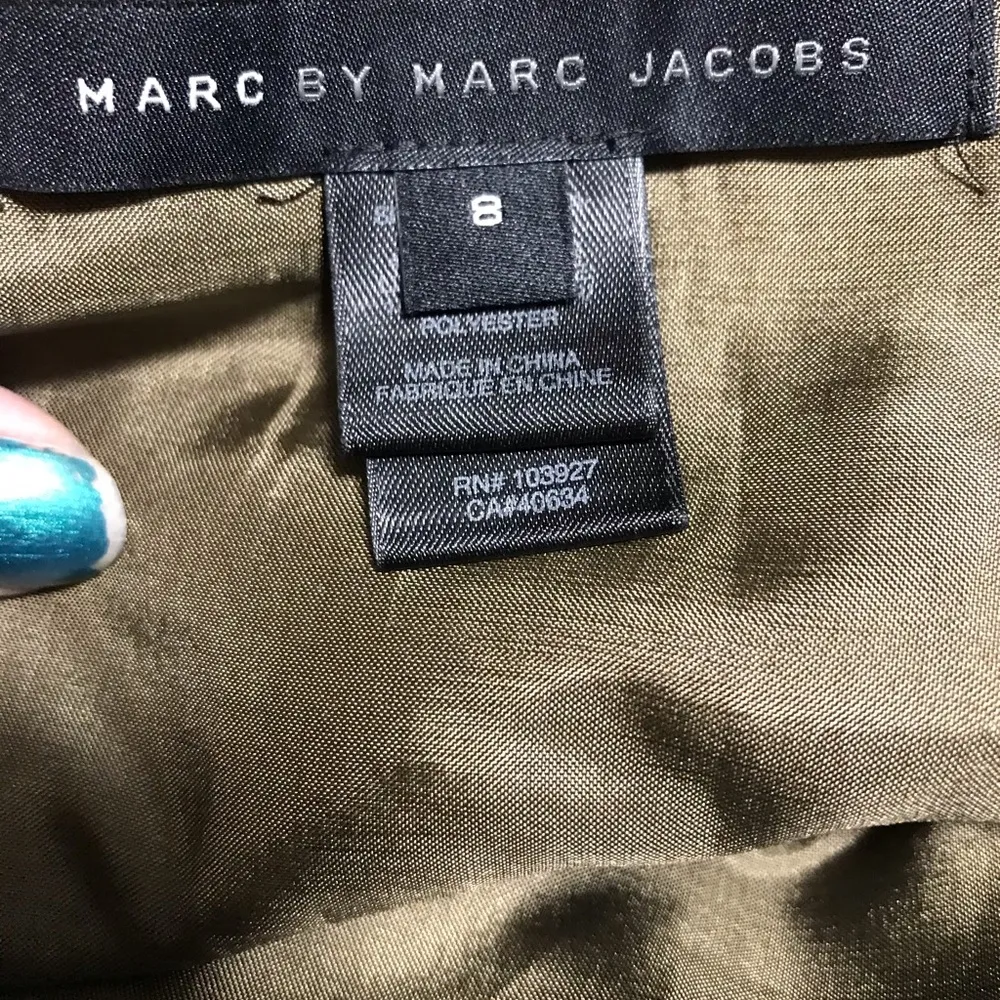 MARC BY MARC JACOBS
8
POLYESTER
MADE IN CHINA
FABRIQUE EN CHINE
RN# 103927
CA#40634